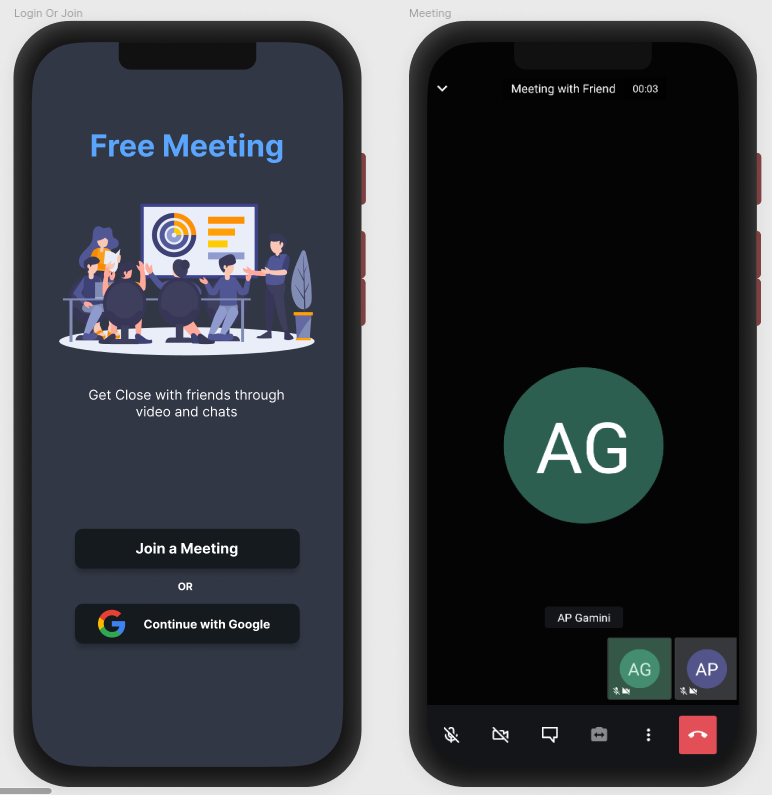 Login Or Join
Free Meeting
Get Close with friends through
video and chats
Join a Meeting
OR
Continue with Google
Meeting
Meeting with Friend 00:03
AG
AP Gamini
AG AP